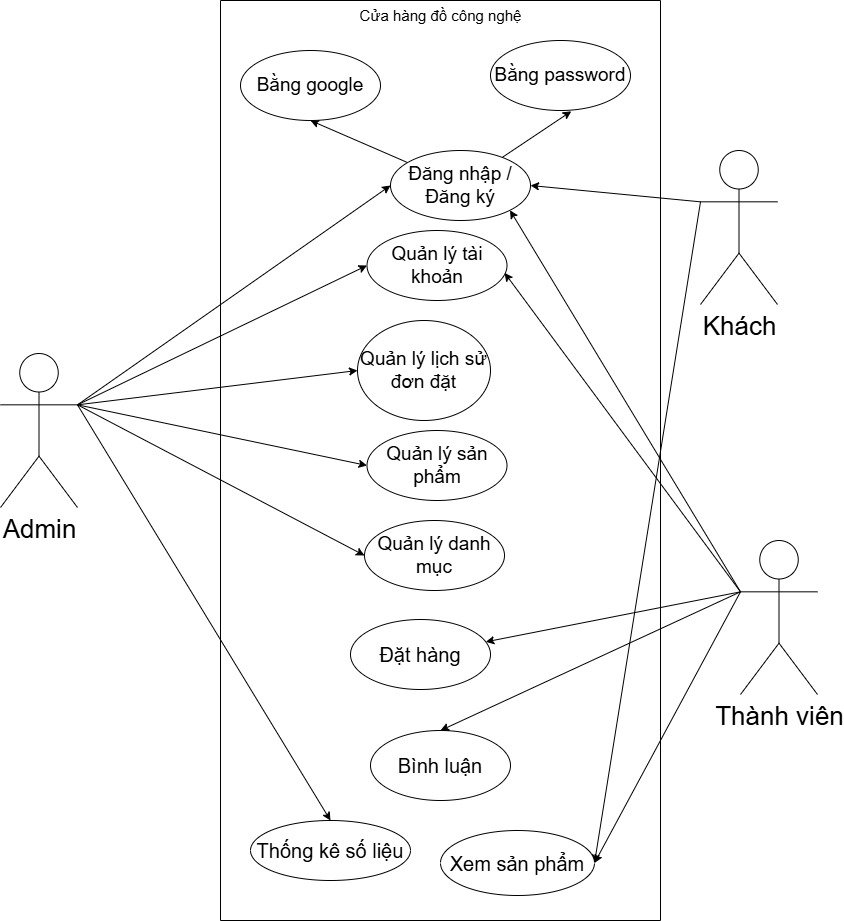 Cửa hàng đồ công nghệ
Bằng google
Bằng password
Đăng nhập /
Đăng ký
Quản lý tài
khoản
Khách
Quản lý lịch sử
đơn đặt
Quản lý sản
phẩm
Admin
Quản lý danh
mục
Đặt hàng
Thành viên
Bình luận
Thống kê số liệu
Xem sản phẩm